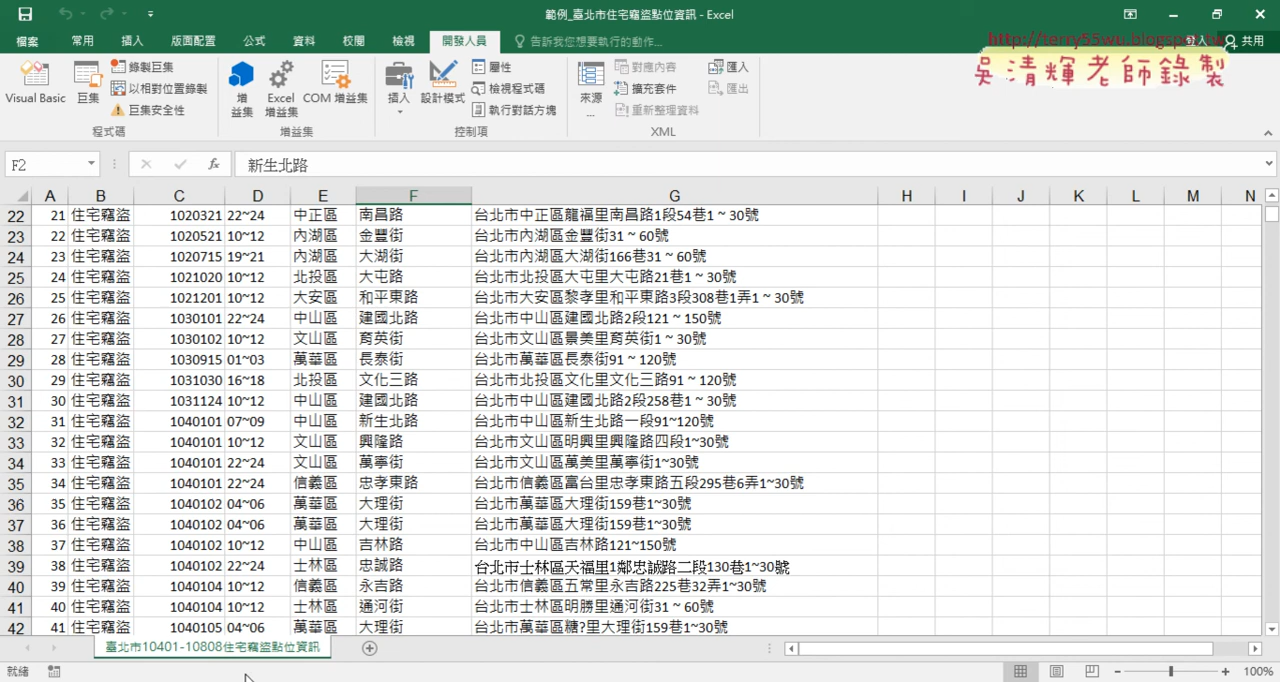 範例_臺北市住宅竊盜點位資訊 - Excel
檔案 常用 插入 版面配置 公式 資料 校閱 檢視 開發人員 告訴我您想要執行的動作... 登入 共用
http://terry55wu.blogspot.tw
吳清輝老師錄製
Visual Basic 巨集 錄製巨集 以相對位置錄製 巨集安全性 程式碼
增益集 Excel 增益集 COM 增益集 增益集
插入 設計模式 屬性 檢視程式碼 執行對話方塊 控制項
來源... 對應內容 擴充套件 重新整理資料 匯入 匯出 XML
F2 fx 新生北路
A B C D E F G H I J K L M N
22 21 住宅竊盜 1020321 22~24 中正區 南昌路 台北市中正區龍福里南昌路1段54巷1 ~ 30號
23 22 住宅竊盜 1020521 10~12 內湖區 金豐街 台北市內湖區金豐街31 ~ 60號
24 23 住宅竊盜 1020715 19~21 內湖區 大湖街 台北市內湖區大湖街166巷31 ~ 60號
25 24 住宅竊盜 1021020 10~12 北投區 大屯路 台北市北投區大屯里大屯路21巷1 ~ 30號
26 25 住宅竊盜 1021201 10~12 大安區 和平東路 台北市大安區黎孝里和平東路3段308巷1弄1 ~ 30號
27 26 住宅竊盜 1030101 22~24 中山區 建國北路 台北市中山區建國北路2段121 ~ 150號
28 27 住宅竊盜 1030102 10~12 文山區 育英街 台北市文山區景美里育英街1 ~ 30號
29 28 住宅竊盜 1030915 01~03 萬華區 長泰街 台北市萬華區長泰街91 ~ 120號
30 29 住宅竊盜 1031030 16~18 北投區 文化三路 台北市北投區文化里文化三路91 ~ 120號
31 30 住宅竊盜 1031124 10~12 中山區 建國北路 台北市中山區建國北路2段258巷1 ~ 30號
32 31 住宅竊盜 1040101 07~09 中山區 新生北路 台北市中山區新生北路一段91~120號
33 32 住宅竊盜 1040101 10~12 文山區 興隆路 台北市文山區明興里興隆路四段1~30號
34 33 住宅竊盜 1040101 22~24 文山區 萬寧街 台北市文山區萬美里萬寧街1~30號
35 34 住宅竊盜 1040101 22~24 信義區 忠孝東路 台北市信義區富台里忠孝東路五段295巷6弄1~30號
36 35 住宅竊盜 1040102 04~06 萬華區 大理街 台北市萬華區大理街159巷1~30號
37 36 住宅竊盜 1040102 04~06 萬華區 大理街 台北市萬華區大理街159巷1~30號
38 37 住宅竊盜 1040102 10~12 中山區 吉林路 台北市中山區吉林路121~150號
39 38 住宅竊盜 1040102 22~24 士林區 忠誠路 台北市士林區天福里1鄰忠誠路二段130巷1~30號
40 39 住宅竊盜 1040104 10~12 信義區 永吉路 台北市信義區五常里永吉路225巷32弄1~30號
41 40 住宅竊盜 1040104 10~12 士林區 通河街 台北市士林區明勝里通河街31 ~ 60號
42 41 住宅竊盜 1040105 04~06 萬華區 大理街 台北市萬華區糖?里大理街159巷1~30號
臺北市10401-10808住宅竊盜點位資訊
就緒 100%